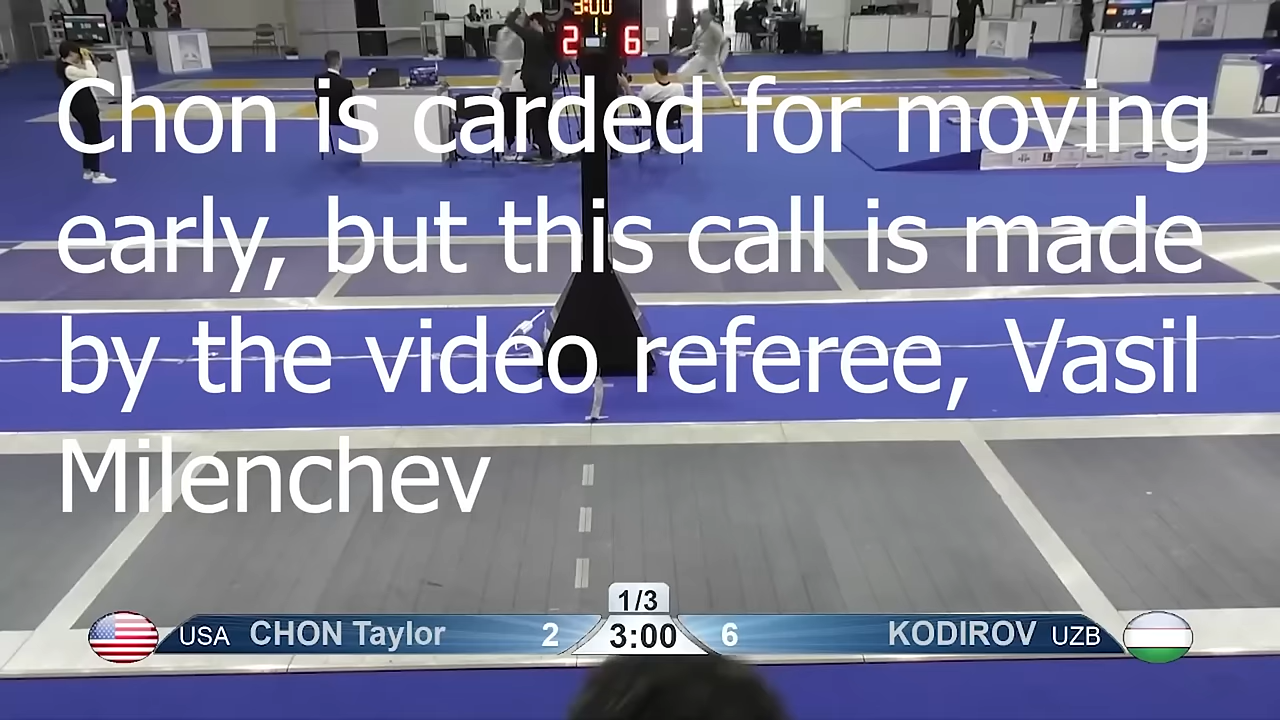 3:00
2 6
Chon is carded for moving
early, but this call is made
by the video referee, Vasil
Milenchev
1/3
USA CHON Taylor 2 3:00 6 KODIROV UZB